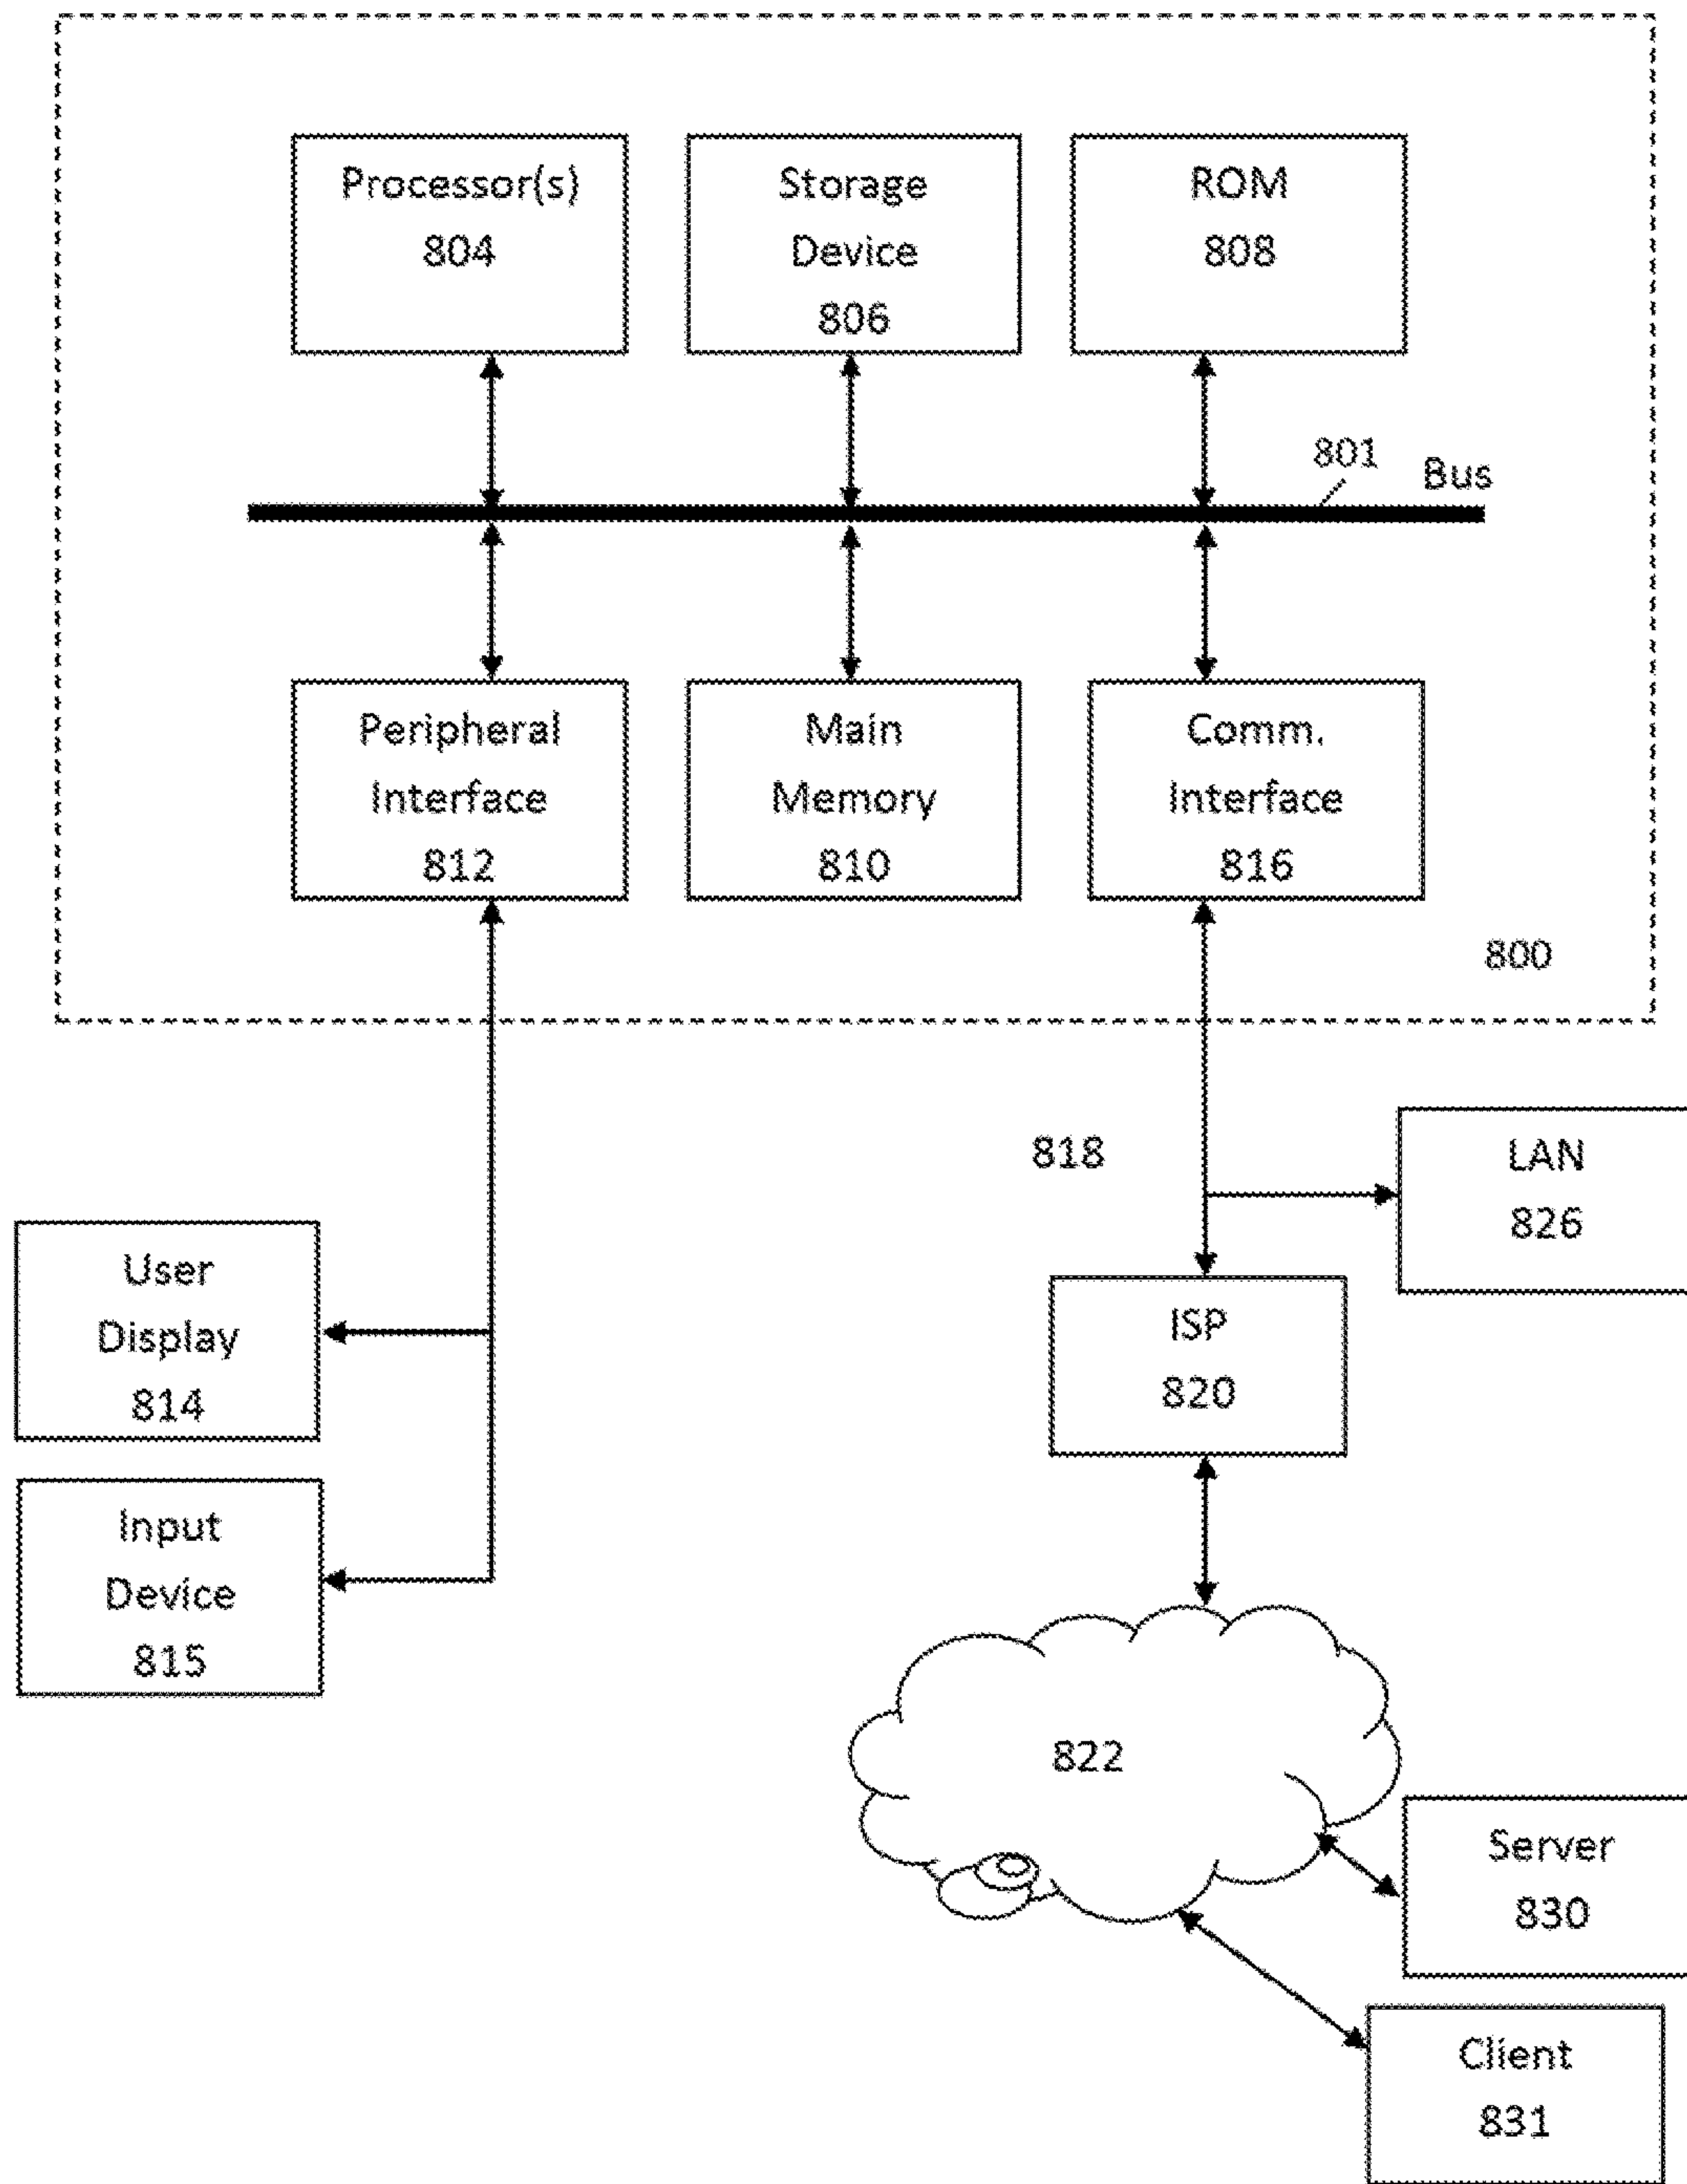 Processor(s)
804
Storage
Device
806
ROM
808
801
Bus
Peripheral
Interface
812
Main
Memory
810
Comm.
Interface
816
800
818
LAN
826
User
Display
814
ISP
820
Input
Device
815
822
Server
830
Client
831